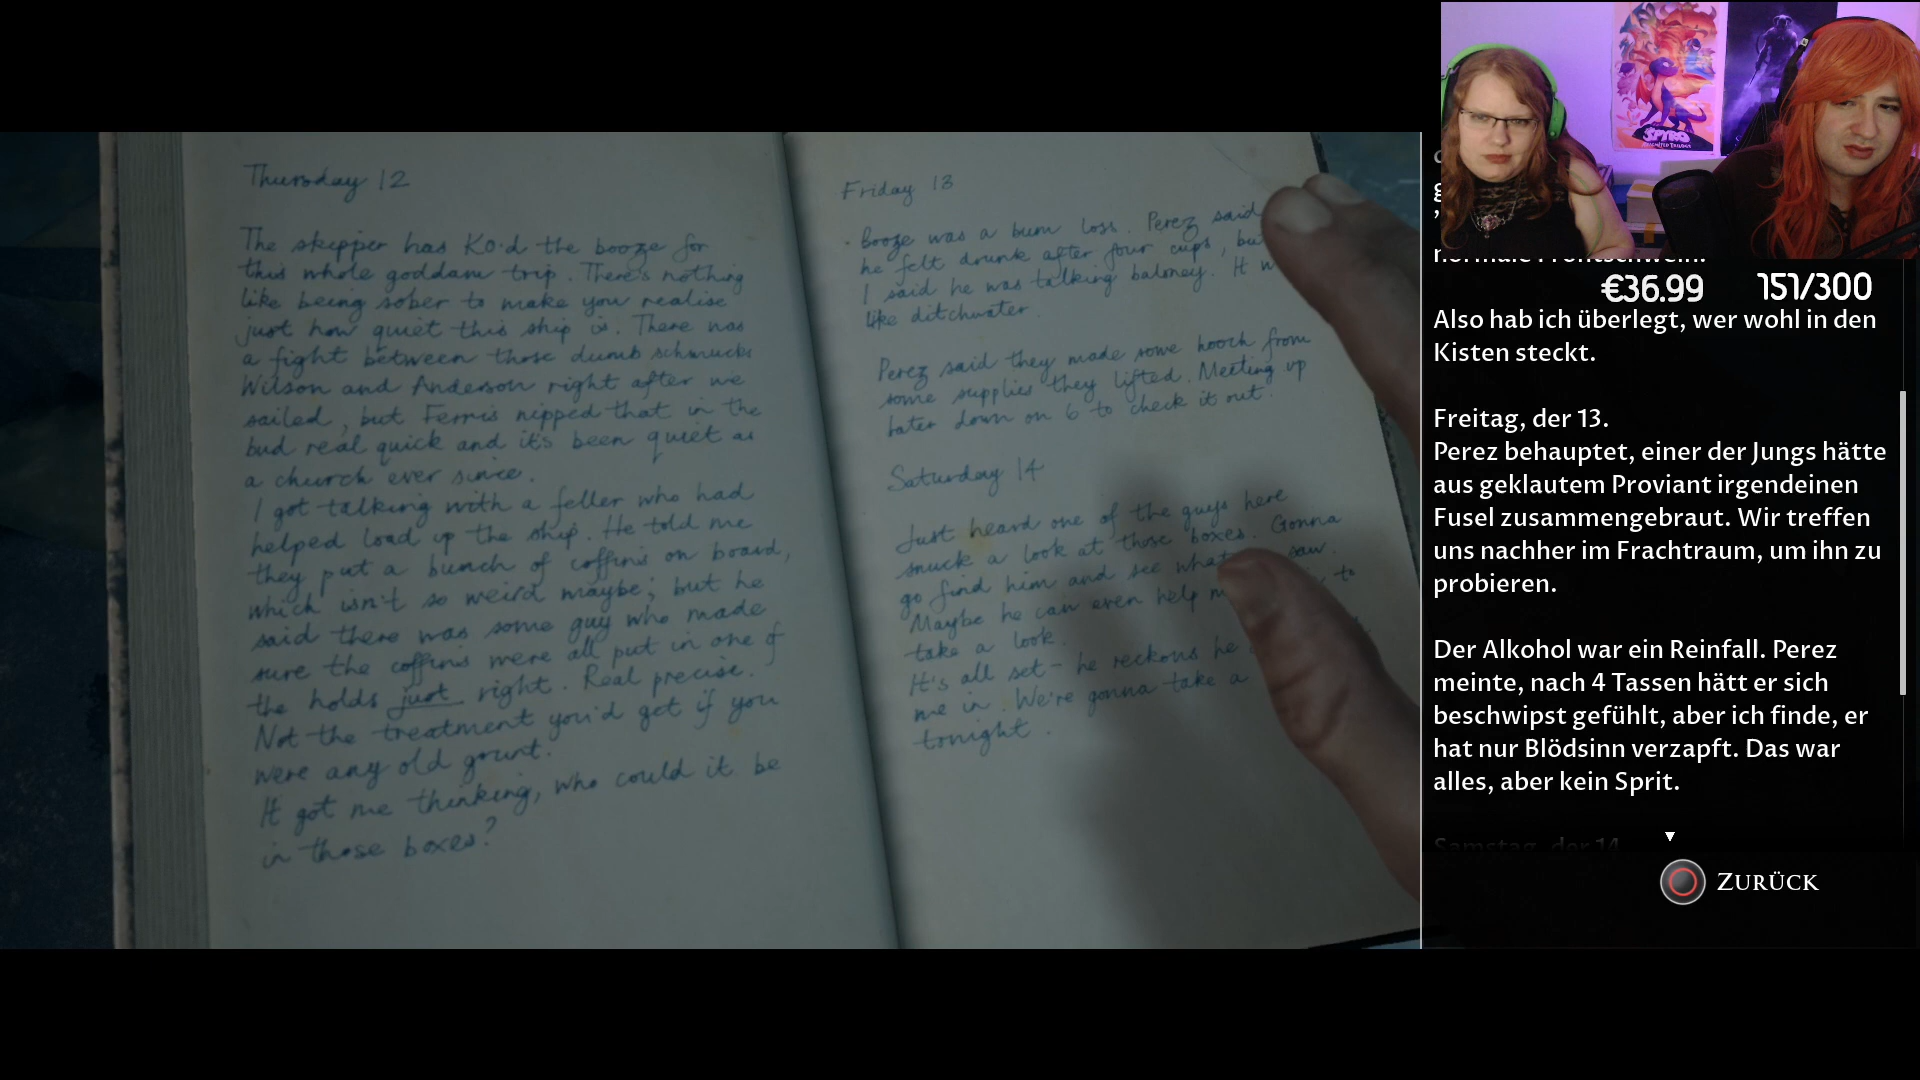 Thursday 12
The skipper has KO'd the booze for
this whole goddam trip. There's nothing
like being sober to make you realise
just how quiet this ship is. There was
a fight between those dumb schmucks
Wilson and Anderson right after we
sailed, but Ferris nipped that in the
bud real quick and it's been quiet as
a church ever since.
I got talking with a feller who had
helped load up the ship. He told me
they put a bunch of coffins on board,
which isn't so weird maybe; but he
said there was some guy who made
sure the coffins were all put in one of
the holds just right. Real precise.
Not the treatment you'd get if you
were any old grunt.
It got me thinking, who could it be
in those boxes?
Friday 13
Booze was a bum loss. Perez said
he felt drunk after four cups, but
I said he was talking baloney. It
like ditchwater.
Perez said they made some hooch from
some supplies they lifted. Meeting up
later down on 6 to check it out.
Saturday 14
Just heard one of the guys here
snuck a look at those boxes. Gonna
go find him and see what saw.
Maybe he can even help to
take a look.
It's all set - he reckons he
me in. We're gonna take a
tonight.
SPYRO
€36.99 151/300
Also hab ich überlegt, wer wohl in den
Kisten steckt.
Freitag, der 13.
Perez behauptet, einer der Jungs hätte
aus geklautem Proviant irgendeinen
Fusel zusammengebraut. Wir treffen
uns nachher im Frachtraum, um ihn zu
probieren.
Der Alkohol war ein Reinfall. Perez
meinte, nach 4 Tassen hätt er sich
beschwipst gefühlt, aber ich finde, er
hat nur Blödsinn verzapft. Das war
alles, aber kein Sprit.
Samstag, der 14
ZURÜCK